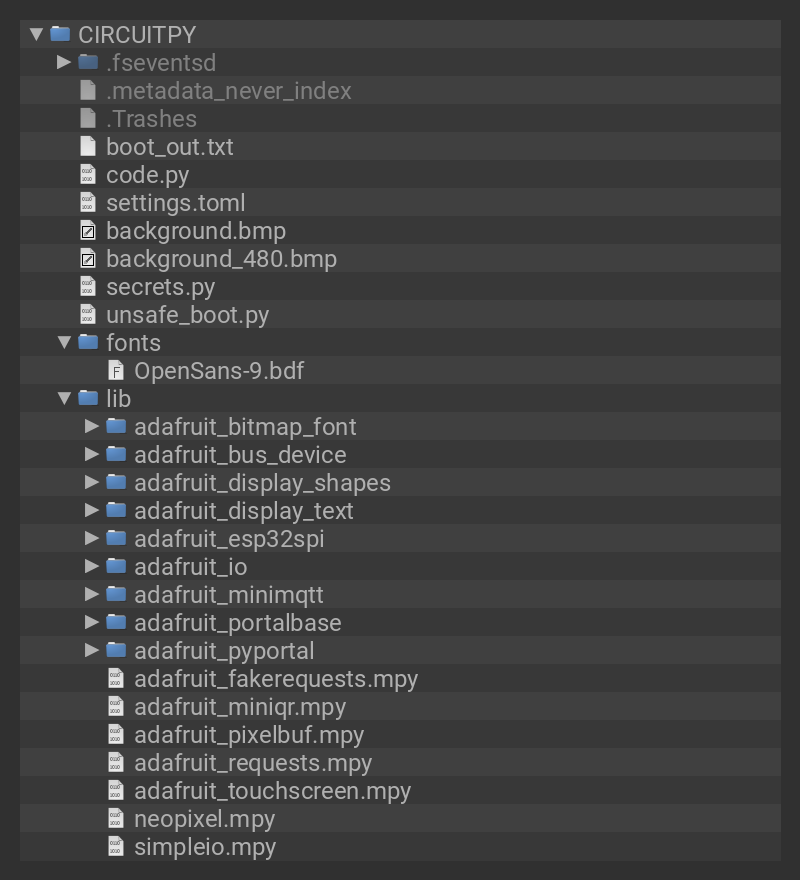 CIRCUITPY
.fseventsd
.metadata_never_index
.Trashes
boot_out.txt
code.py
settings.toml
background.bmp
background_480.bmp
secrets.py
unsafe_boot.py
fonts
OpenSans-9.bdf
lib
adafruit_bitmap_font
adafruit_bus_device
adafruit_display_shapes
adafruit_display_text
adafruit_esp32spi
adafruit_io
adafruit_minimqtt
adafruit_portalbase
adafruit_pyportal
adafruit_fakerequests.mpy
adafruit_miniqr.mpy
adafruit_pixelbuf.mpy
adafruit_requests.mpy
adafruit_touchscreen.mpy
neopixel.mpy
simpleio.mpy